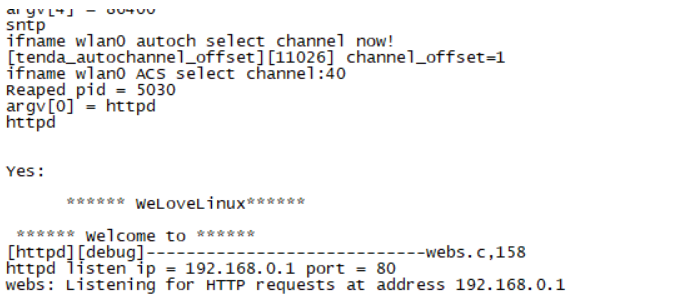 argv[4] = 86400
sntp
ifname wlan0 autoch select channel now!
[tenda_autochannel_offset][11026] channel_offset=1
ifname wlan0 ACS select channel:40
Reaped pid = 5030
argv[0] = httpd
httpd
Yes:
****** WeLoveLinux******
****** Welcome to ******
[httpd][debug]----------------------------webs.c,158
httpd listen ip = 192.168.0.1 port = 80
webs: Listening for HTTP requests at address 192.168.0.1